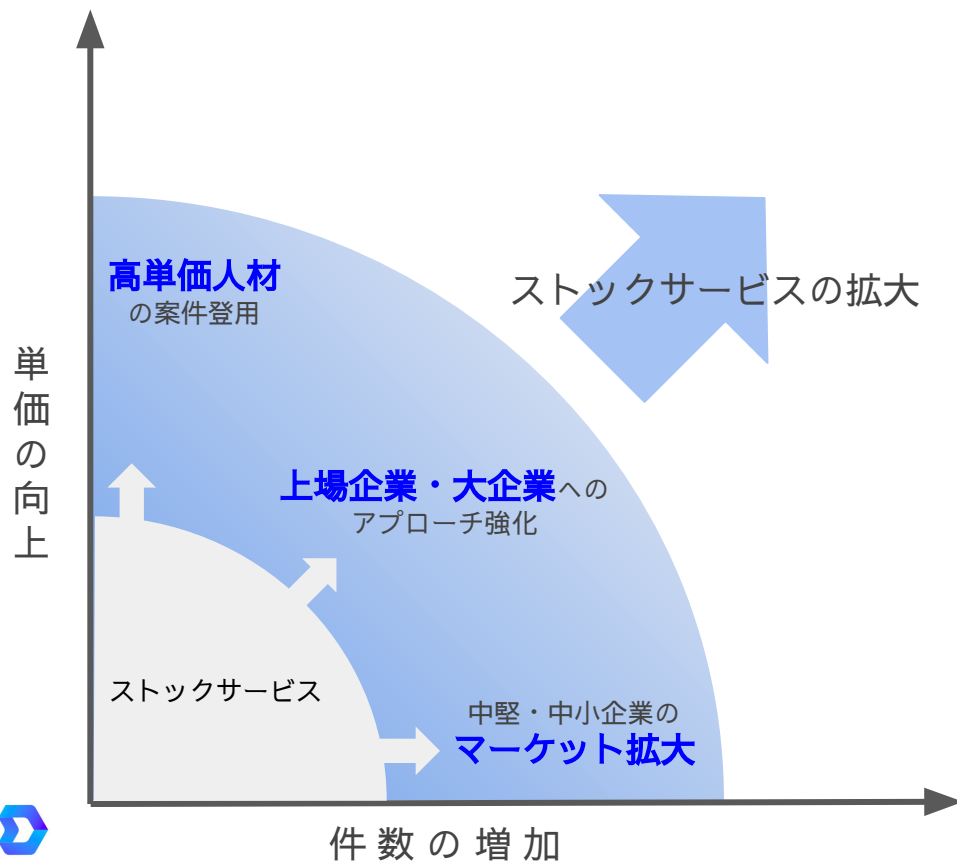 高単価人材
の案件登用
ストックサービスの拡大
単価の向上
上場企業・大企業への
アプローチ強化
ストックサービス
中堅・中小企業の
マーケット拡大
件数の増加